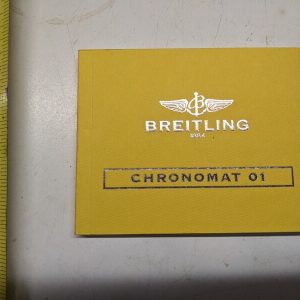 BREITLING
1884
CHRONOMAT 01